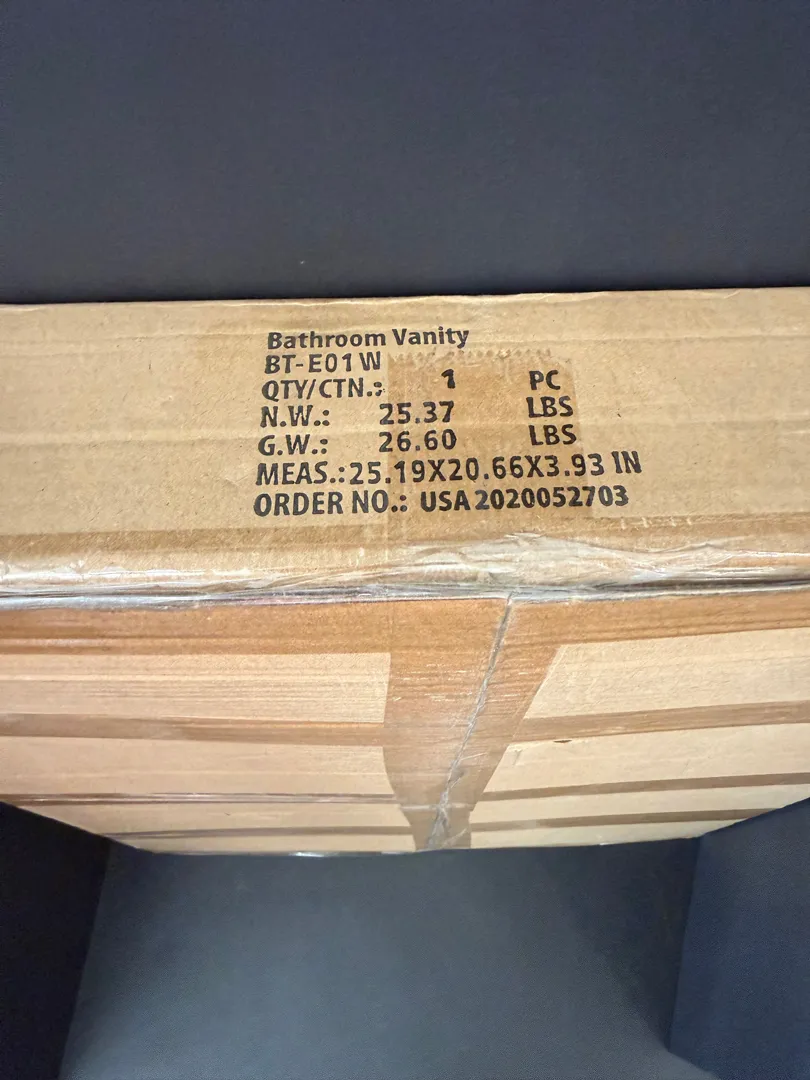 Bathroom Vanity
BT-E01W
QTY/CTN.: 1 PC
N.W.: 25.37 LBS
G.W.: 26.60 LBS
MEAS.:25.19X20.66X3.93 IN
ORDER NO.: USA2020052703